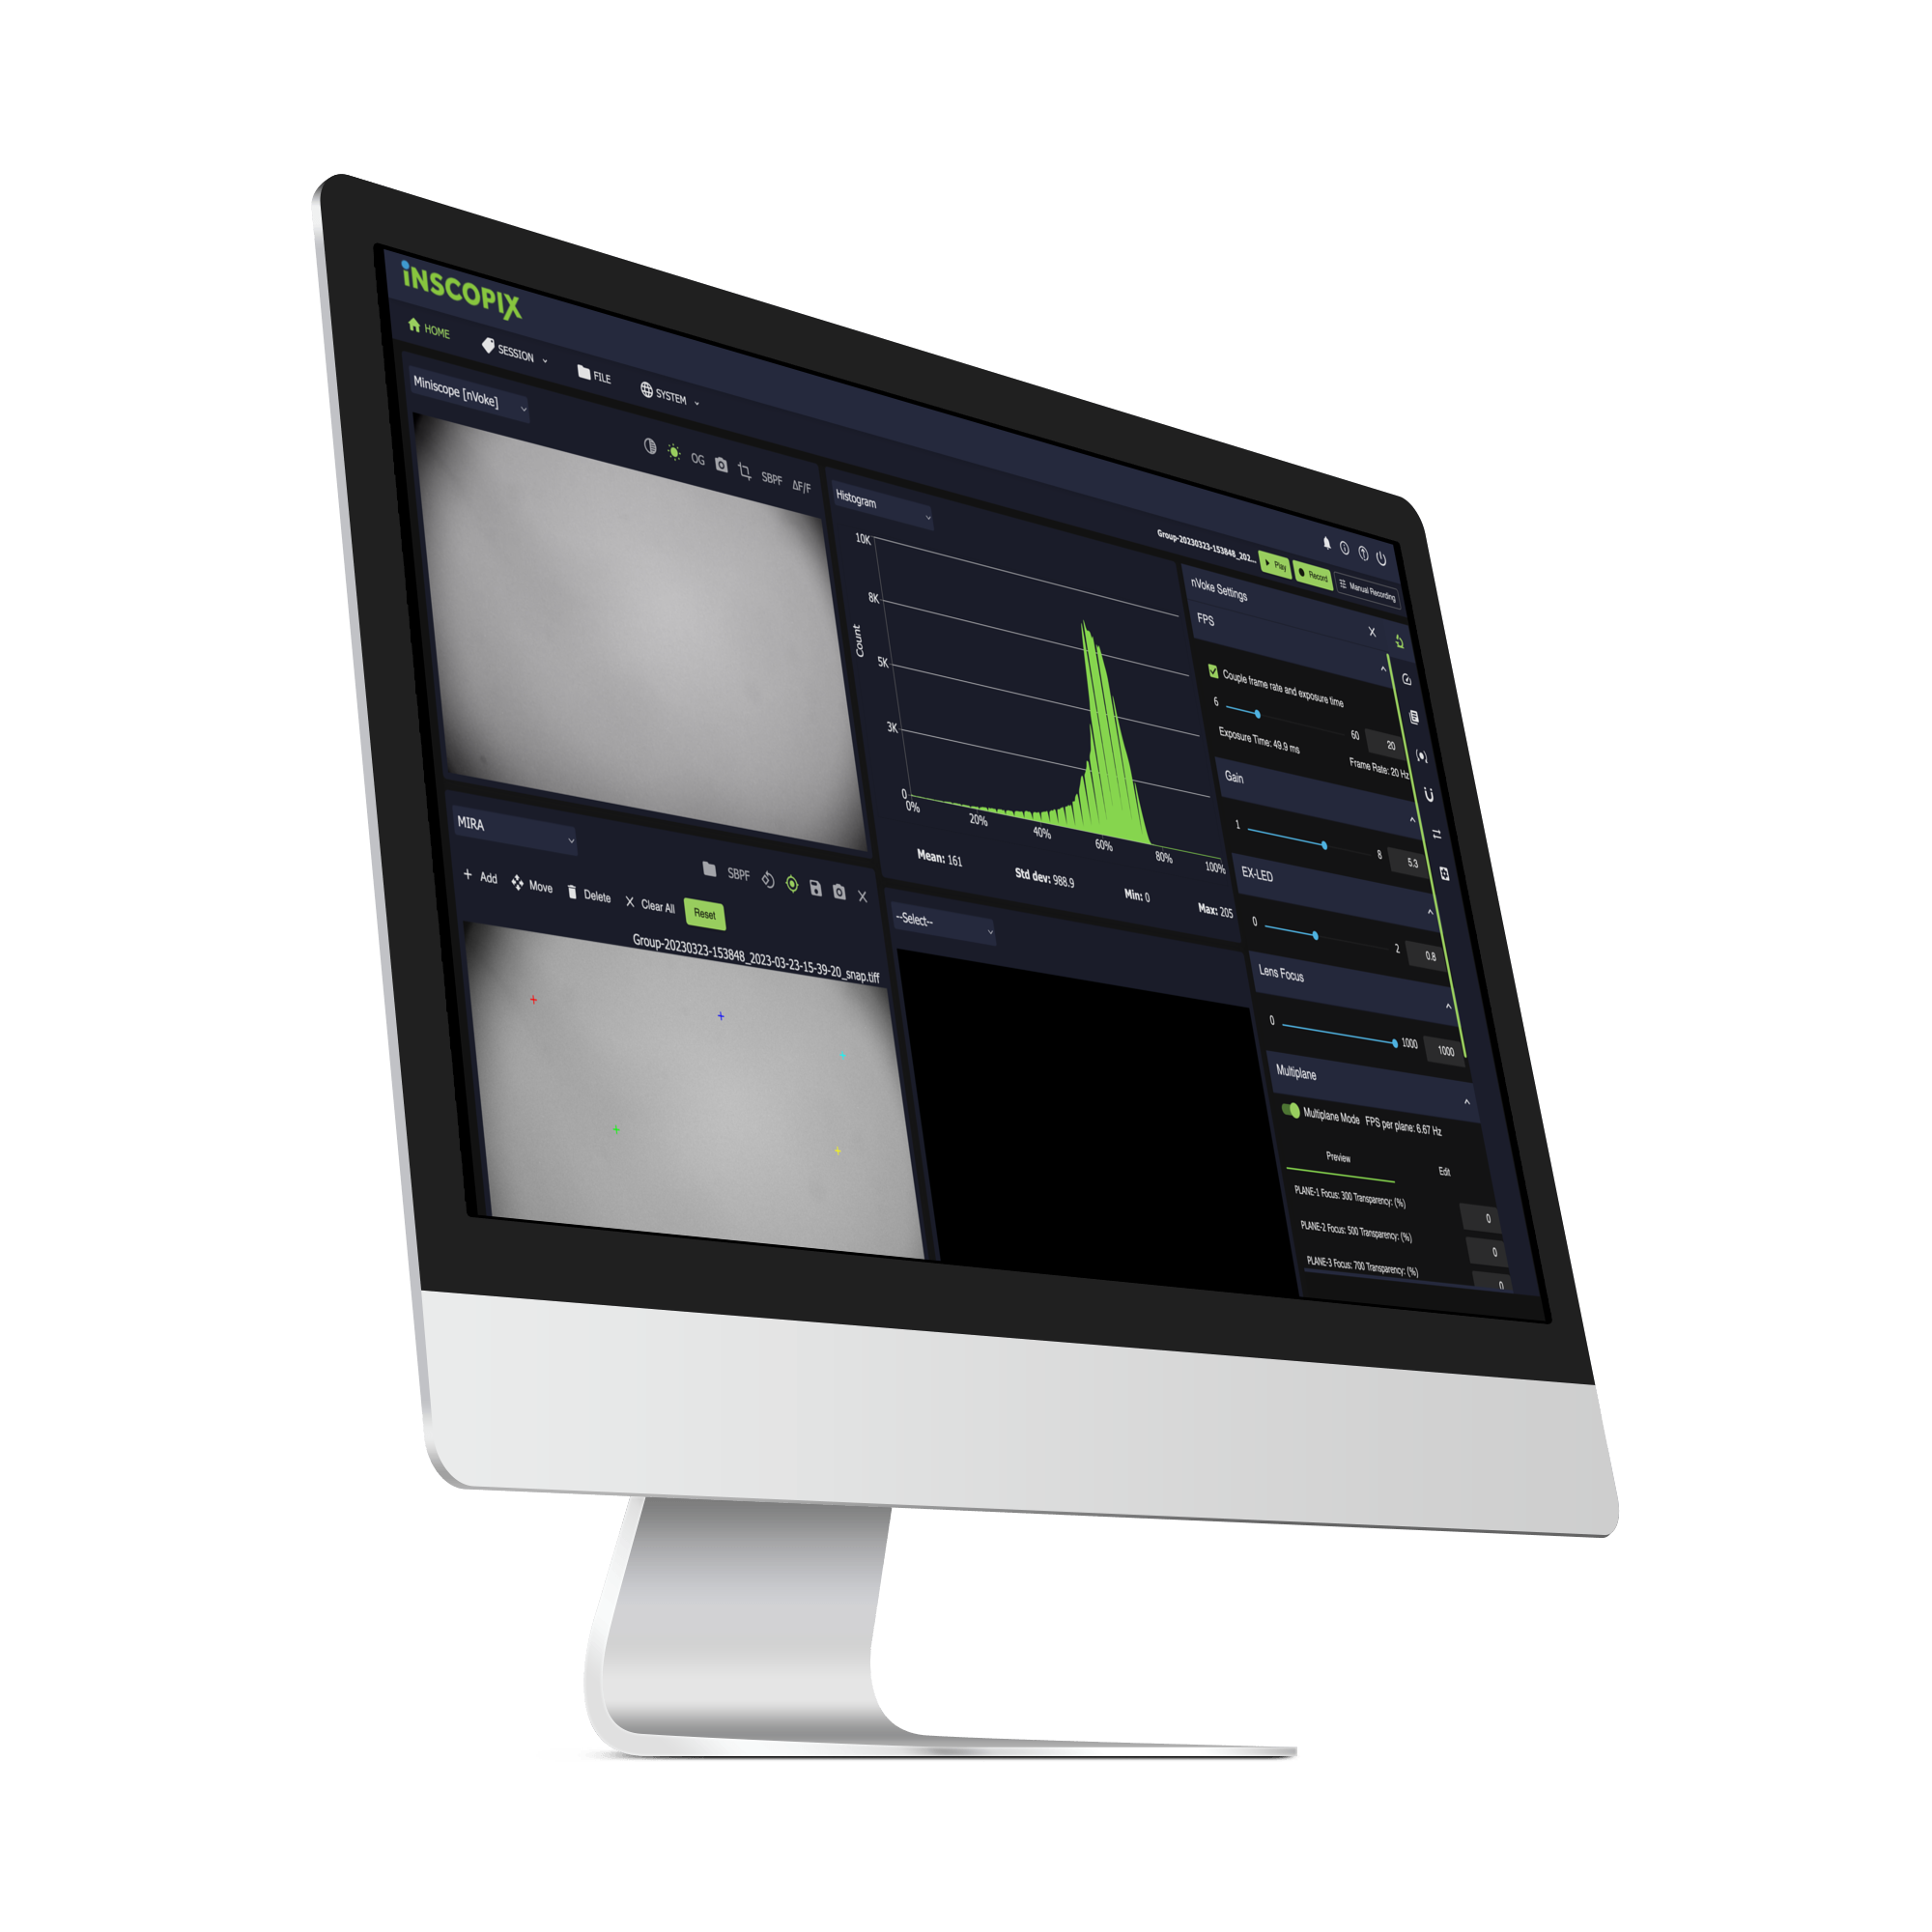 iNSCOPIX
HOME
SESSION
FILE
SYSTEM
Group-20230323-153848_202...
Play
Record
Manual Recording
Miniscope [nVoke]
OG
SBPF
ΔF/F
Histogram
10K
8K
5K
3K
0
Count
0%
20%
40%
60%
80%
100%
Mean: 161
Std dev: 988.9
Min: 0
Max: 205
nVoke Settings
FPS
Couple frame rate and exposure time
6
60
20
Exposure Time: 49.9 ms
Frame Rate: 20 Hz
Gain
1
8
5.3
EX-LED
0
2
0.8
Lens Focus
0
1000
1000
Multiplane
Multiplane Mode FPS per plane: 6.67 Hz
Preview
Edit
PLANE-1 Focus: 300 Transparency: (%)
0
PLANE-2 Focus: 500 Transparency: (%)
0
PLANE-3 Focus: 700 Transparency: (%)
0
MIRA
SBPF
Add
Move
Delete
Clear All
Reset
Group-20230323-153848_2023-03-23-15-39-20_snap.tiff
--Select--